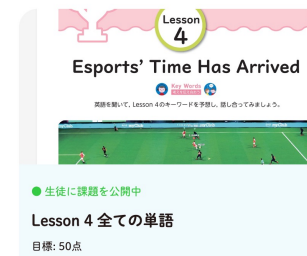 Lesson
4
Esports' Time Has Arrived
Key Words
英語を聞いて、Lesson 4のキーワードを予想し、話し合ってみましょう。
生徒に課題を公開中
Lesson 4 全ての単語
目標: 50点